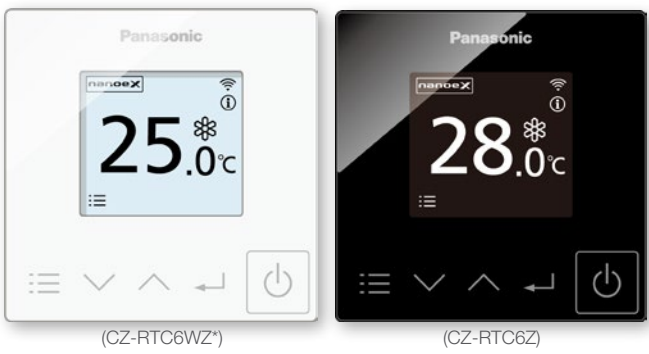 Panasonic
nanoeX
25.0℃
Panasonic
nanoeX
28.0℃
(CZ-RTC6WZ*)
(CZ-RTC6Z)